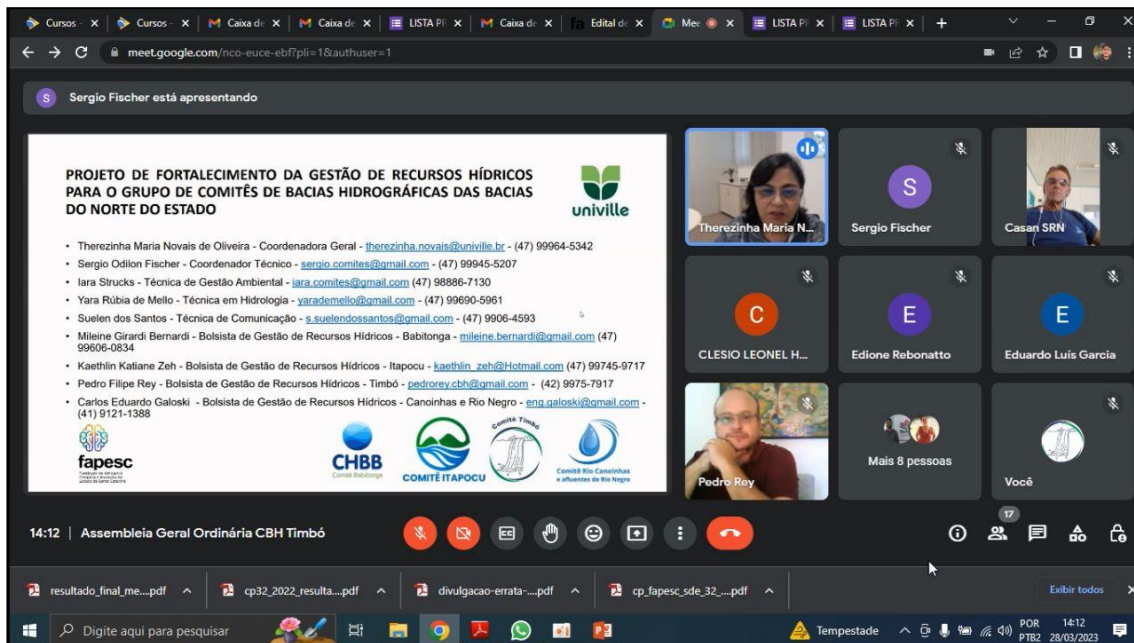 Cursos -
Cursos -
Caixa de
Caixa de
LISTA PR
Caixa de
Edital de
Mee
LISTA PR
LISTA PR
meet.google.com/nco-euce-ebf?pli=1&authuser=1
S
Sergio Fischer está apresentando
PROJETO DE FORTALECIMENTO DA GESTÃO DE RECURSOS HÍDRICOS
PARA O GRUPO DE COMITÊS DE BACIAS HIDROGRÁFICAS DAS BACIAS
DO NORTE DO ESTADO
univille
• Therezinha Maria Novais de Oliveira - Coordenadora Geral - therezinha.novais@univille.br - (47) 99964-5342
• Sergio Odilon Fischer - Coordenador Técnico - sergio.comites@gmail.com - (47) 99945-5207
• Iara Strucks - Técnica de Gestão Ambiental - iara.comites@gmail.com (47) 98886-7130
• Yara Rúbia de Mello - Técnica em Hidrologia - yarademello@gmail.com - (47) 99690-5961
• Suelen dos Santos - Técnica de Comunicação - s.suelendossantos@gmail.com - (47) 9906-4593
• Mileine Girardi Bernardi - Bolsista de Gestão de Recursos Hídricos - Babitonga - mileine.bernardi@gmail.com (47)
99606-0834
• Kaethlin Katiane Zeh - Bolsista de Gestão de Recursos Hídricos - Itapocu - kaethlin_zeh@Hotmail.com (47) 99745-9717
• Pedro Filipe Rey - Bolsista de Gestão de Recursos Hídricos - Timbó - pedrorey.cbh@gmail.com - (42) 9975-7917
• Carlos Eduardo Galoski - Bolsista de Gestão de Recursos Hídricos - Canoinhas e Rio Negro - eng.galoski@gmail.com -
(41) 9121-1388
fapesc
CHBB
Comitê Babitonga
COMITÊ ITAPOCU
Comitê Timbó
Comitê Rio Canoinhas
e afluentes do Rio Negro
Therezinha Maria N...
S
Sergio Fischer
Casan SRN
C
CLESIO LEONEL H...
E
Edione Rebonatto
E
Eduardo Luís Garcia
Pedro Rey
Mais 8 pessoas
Você
14:12 | Assembleia Geral Ordinária CBH Timbó
17
resultado_final_me....pdf
cp32_2022_resulta....pdf
divulgacao-errata-....pdf
cp_fapesc_sde_32_....pdf
Exibir todos
Digite aqui para pesquisar
Tempestade
POR
PTB2
14:12
28/03/2023